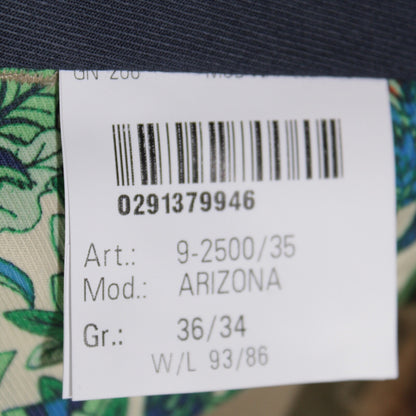 0291379946
Art.: 9-2500/35
Mod.: ARIZONA
Gr.: 36/34
W/L 93/86